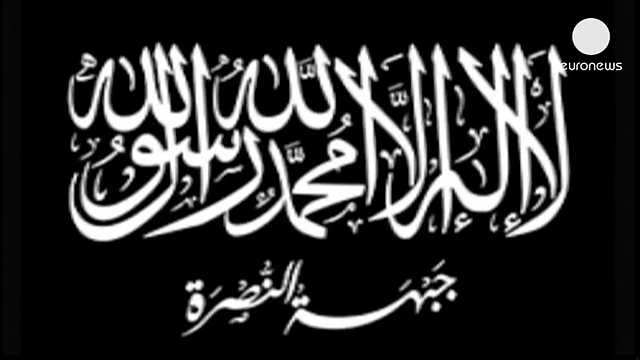 euronews
لا إله إلا الله محمد رسول الله
جبهة النصرة